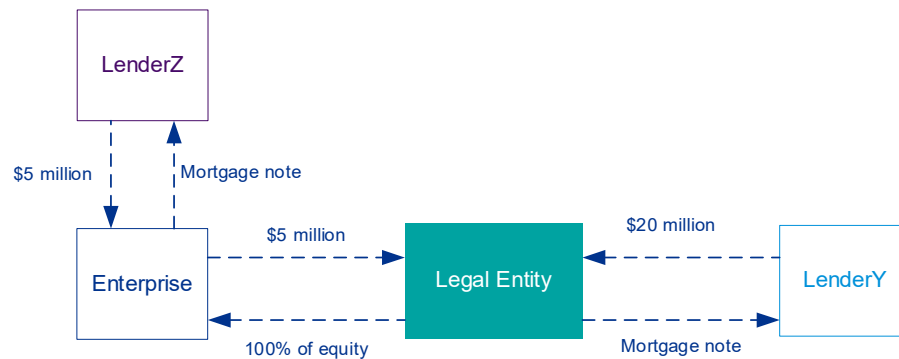 LenderZ
$5 million
Mortgage note
$5 million
$20 million
Enterprise
Legal Entity
LenderY
100% of equity
Mortgage note